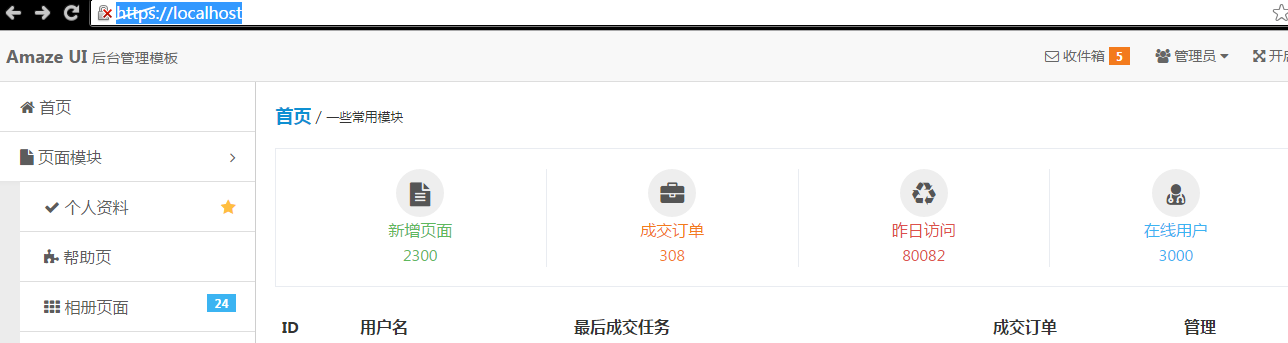 https://localhost
Amaze UI 后台管理模板 收件箱 5 管理员 开启
首页
首页 / 一些常用模块
页面模块
个人资料
帮助页
相册页面 24
新增页面 成交订单 昨日访问 在线用户
2300 308 80082 3000
ID 用户名 最后成交任务 成交订单 管理